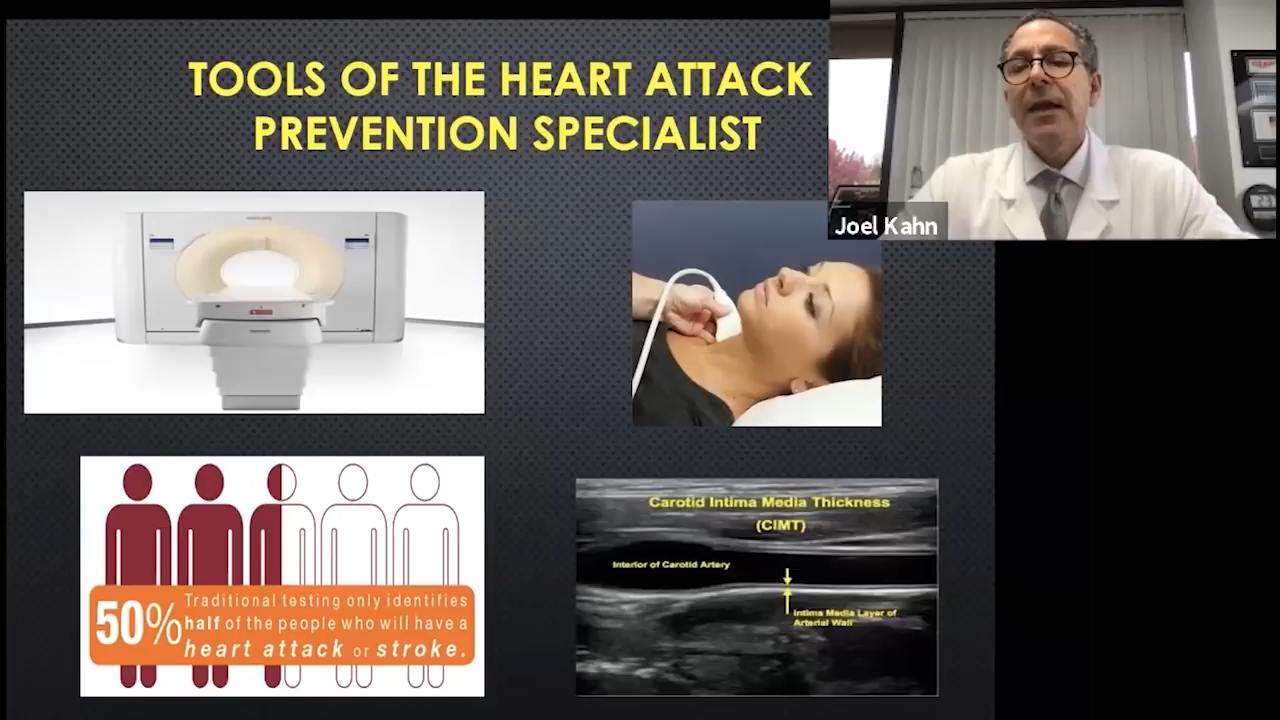 TOOLS OF THE HEART ATTACK
PREVENTION SPECIALIST
Joel Kahn
50%
Traditional testing only identifies
half of the people who will have a
heart attack or stroke.
Carotid Intima Media Thickness
(CIMT)
Interior of Carotid Artery
Intima Media Layer of
Arterial Wall